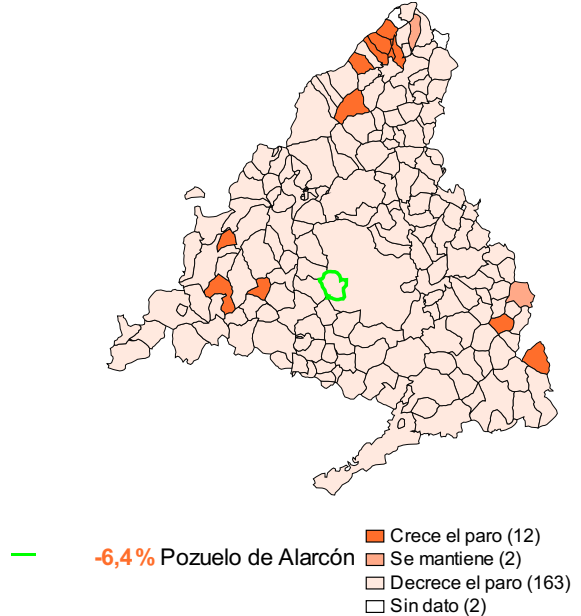 -6,4% Pozuelo de Alarcón
Crece el paro (12)
Se mantiene (2)
Decrece el paro (163)
Sin dato (2)